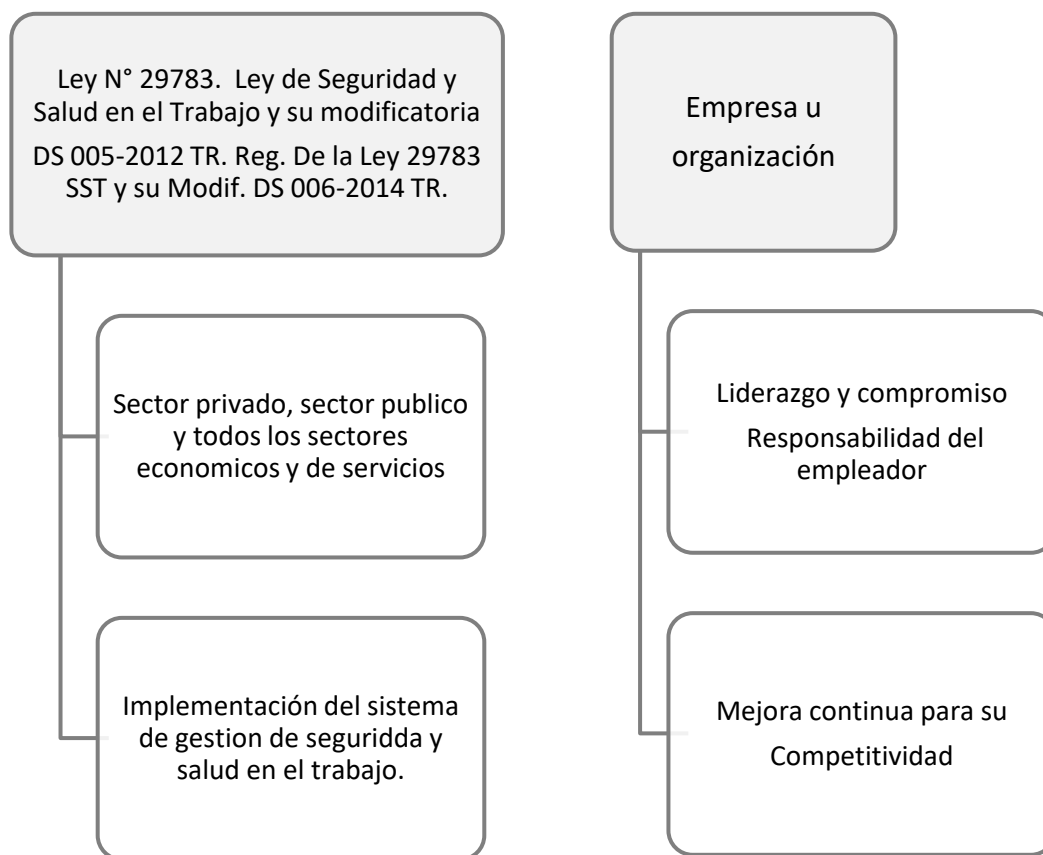 Ley N° 29783. Ley de Seguridad y
Salud en el Trabajo y su modificatoria
DS 005-2012 TR. Reg. De la Ley 29783
SST y su Modif. DS 006-2014 TR.
Sector privado, sector publico
y todos los sectores
economicos y de servicios
Implementación del sistema
de gestion de seguridda y
salud en el trabajo.
Empresa u
organización
Liderazgo y compromiso
Responsabilidad del
empleador
Mejora continua para su
Competitividad